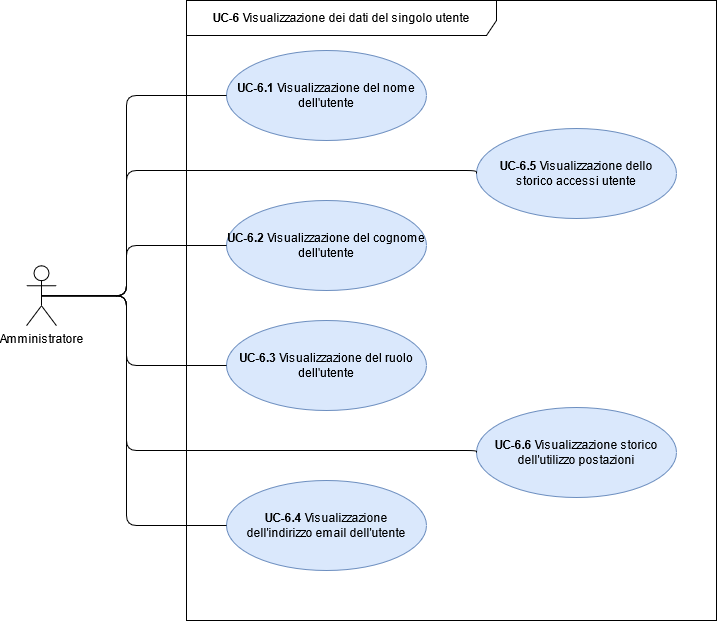 UC-6 Visualizzazione dei dati del singolo utente
UC-6.1 Visualizzazione del nome
dell'utente
UC-6.5 Visualizzazione dello
storico accessi utente
UC-6.2 Visualizzazione del cognome
dell'utente
Amministratore
UC-6.3 Visualizzazione del ruolo
dell'utente
UC-6.6 Visualizzazione storico
dell'utilizzo postazioni
UC-6.4 Visualizzazione
dell'indirizzo email dell'utente